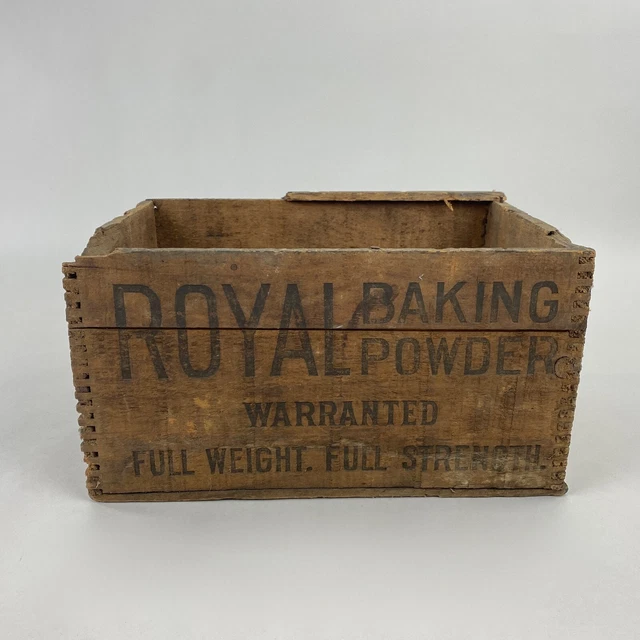 ROYAL BAKING POWDER
WARRANTED
FULL WEIGHT. FULL STRENGTH.